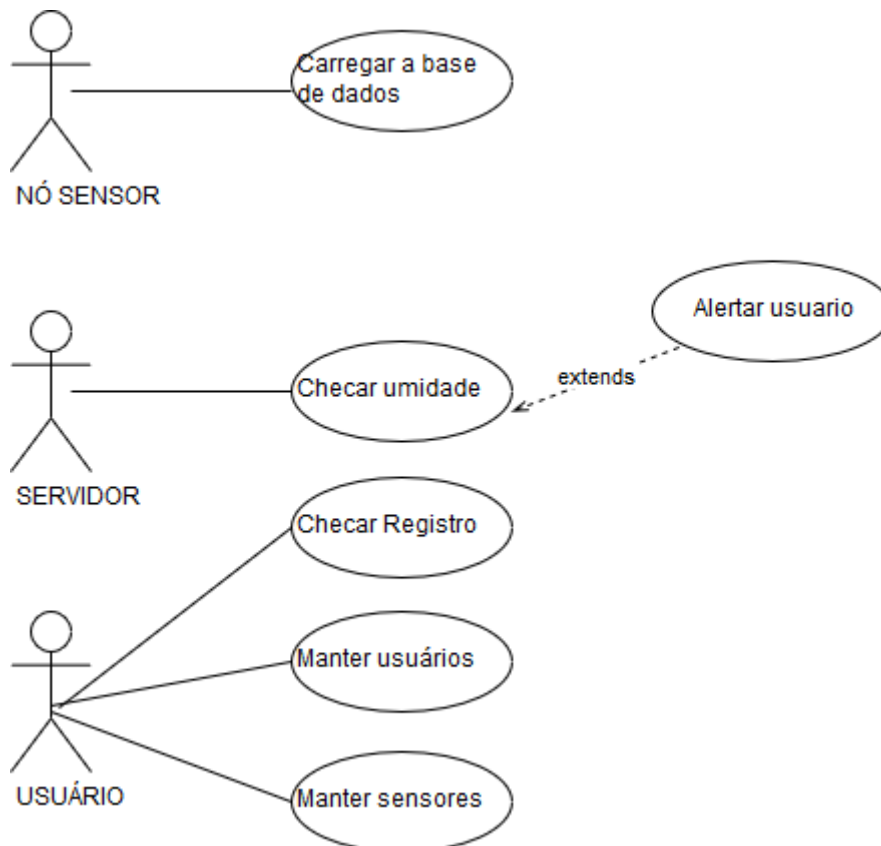 Carregar a base
de dados
NÓ SENSOR
Alertar usuario
extends
Checar umidade
SERVIDOR
Checar Registro
Manter usuários
USUÁRIO
Manter sensores